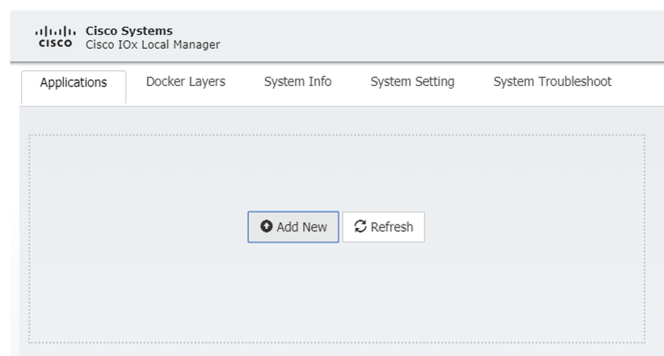 Cisco Systems
CISCO Cisco IOx Local Manager
Applications Docker Layers System Info System Setting System Troubleshoot
Add New Refresh